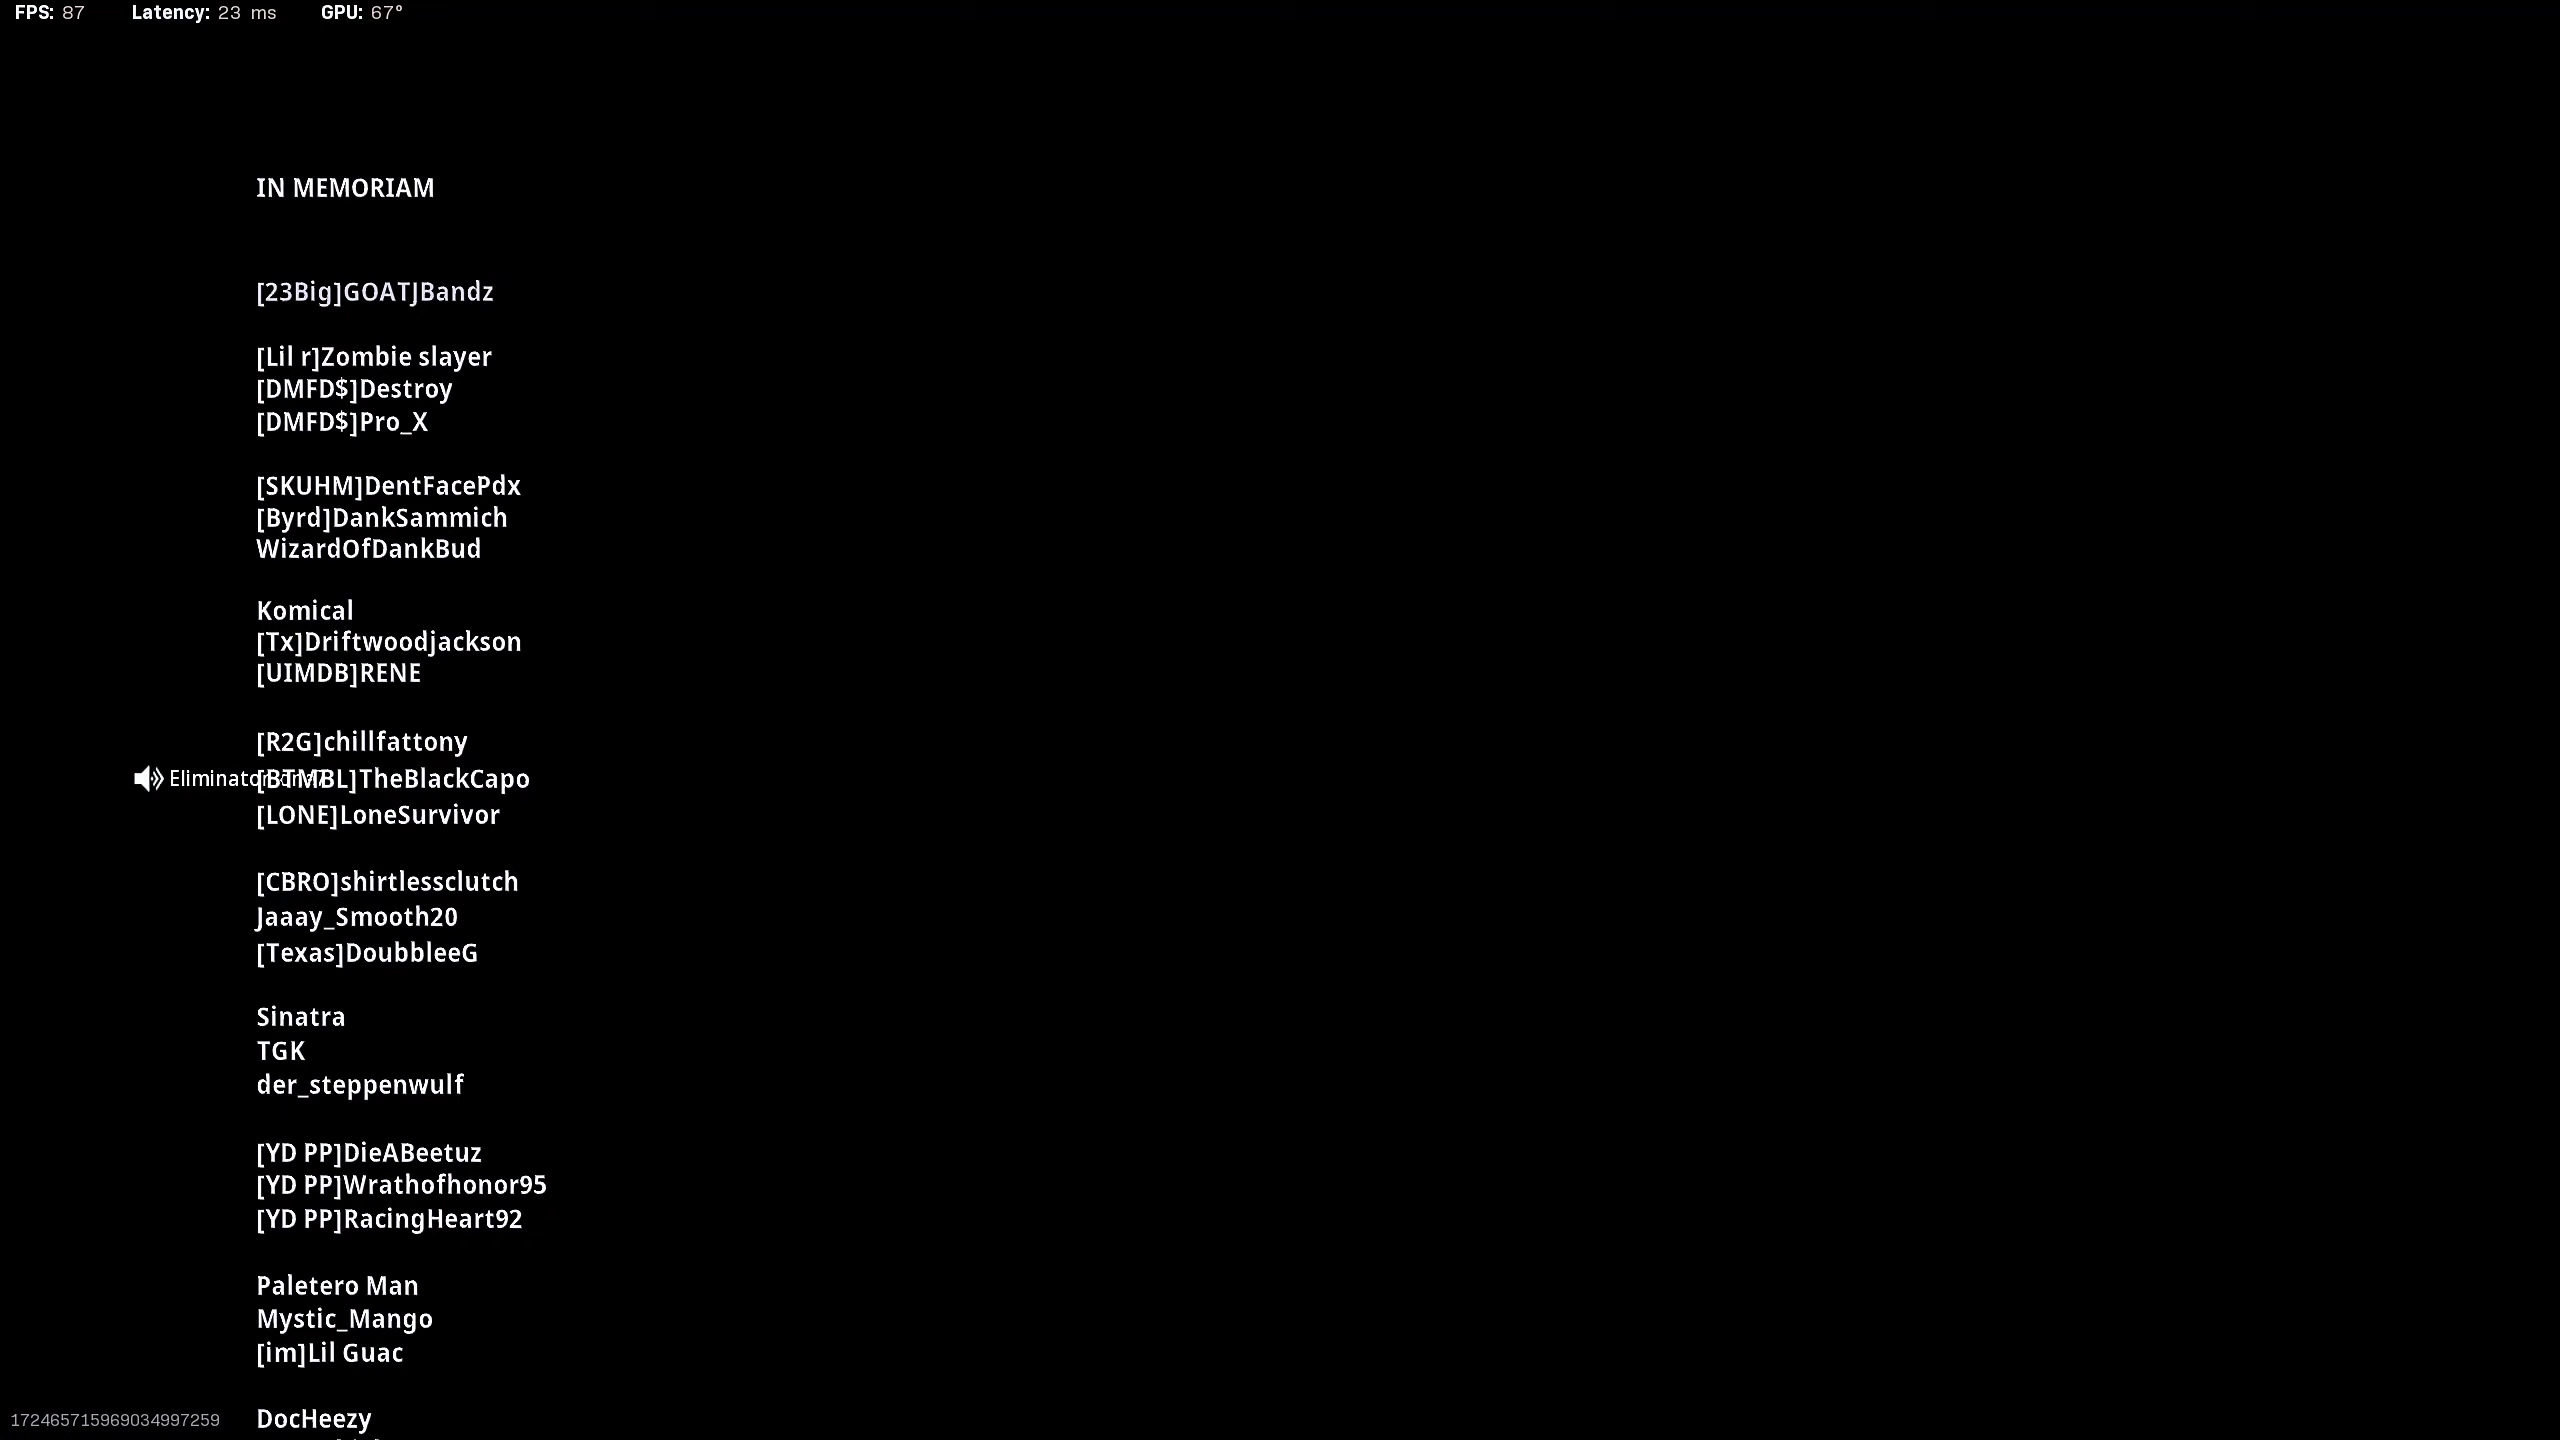 FPS: 87 Latency: 23 ms GPU: 67°
IN MEMORIAM
[23Big]GOATJBandz
[Lil r]Zombie slayer
[DMFD$]Destroy
[DMFD$]Pro_X
[SKUHM]DentFacePdx
[Byrd]DankSammich
WizardOfDankBud
Komical
[Tx]Driftwoodjackson
[UIMDB]RENE
[R2G]chillfattony
[BTMBL]TheBlackCapo
[LONE]LoneSurvivor
[CBRO]shirtlessclutch
Jaaay_Smooth20
[Texas]DoubbleeG
Sinatra
TGK
der_steppenwulf
[YD PP]DieABeetuz
[YD PP]Wrathofhonor95
[YD PP]RacingHeart92
Paletero Man
Mystic_Mango
[im]Lil Guac
172465715969034997259
DocHeezy